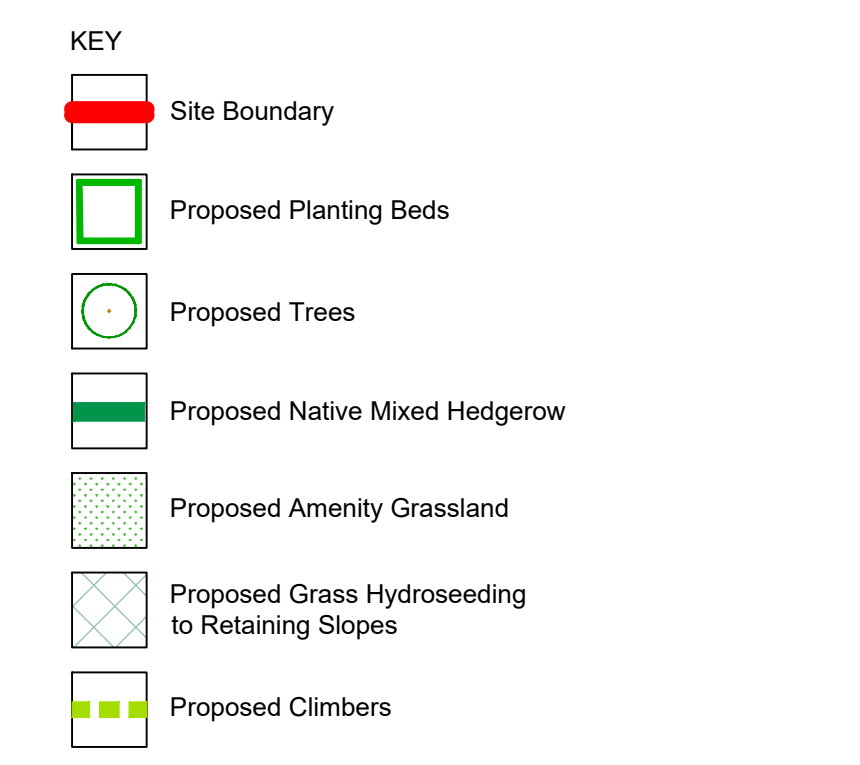 KEY
Site Boundary
Proposed Planting Beds
Proposed Trees
Proposed Native Mixed Hedgerow
Proposed Amenity Grassland
Proposed Grass Hydroseeding
to Retaining Slopes
Proposed Climbers